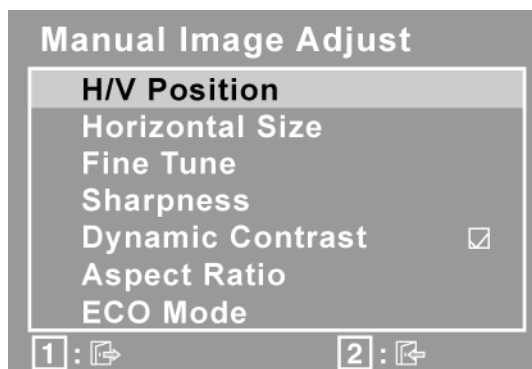 Manual Image Adjust
H/V Position
Horizontal Size
Fine Tune
Sharpness
Dynamic Contrast
Aspect Ratio
ECO Mode
1 : 2 :